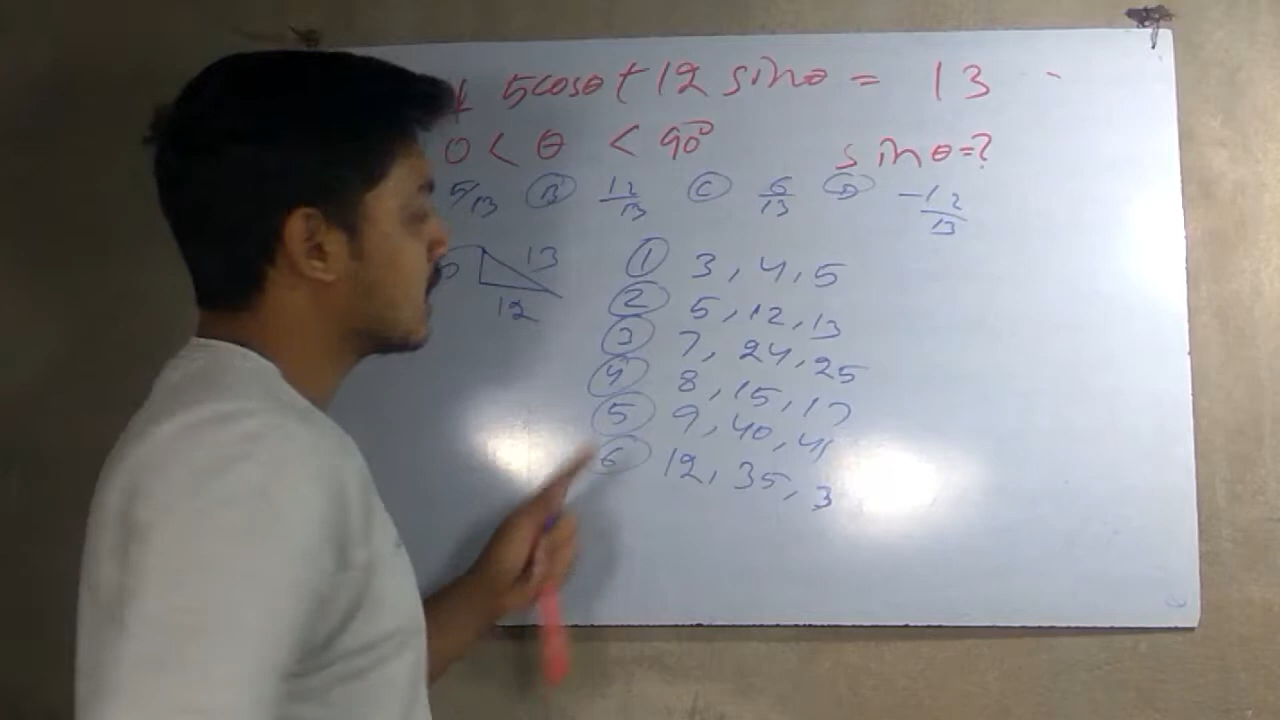 5cosθ + 12 sinθ = 13
0 < θ < 90°
sinθ=?
5/13 (B) 12/13 (C) 6/13 (D) -12/13
13
12
① 3, 4, 5
② 5, 12, 13
③ 7, 24, 25
④ 8, 15, 17
⑤ 9, 40, 41
⑥ 12, 35, 3